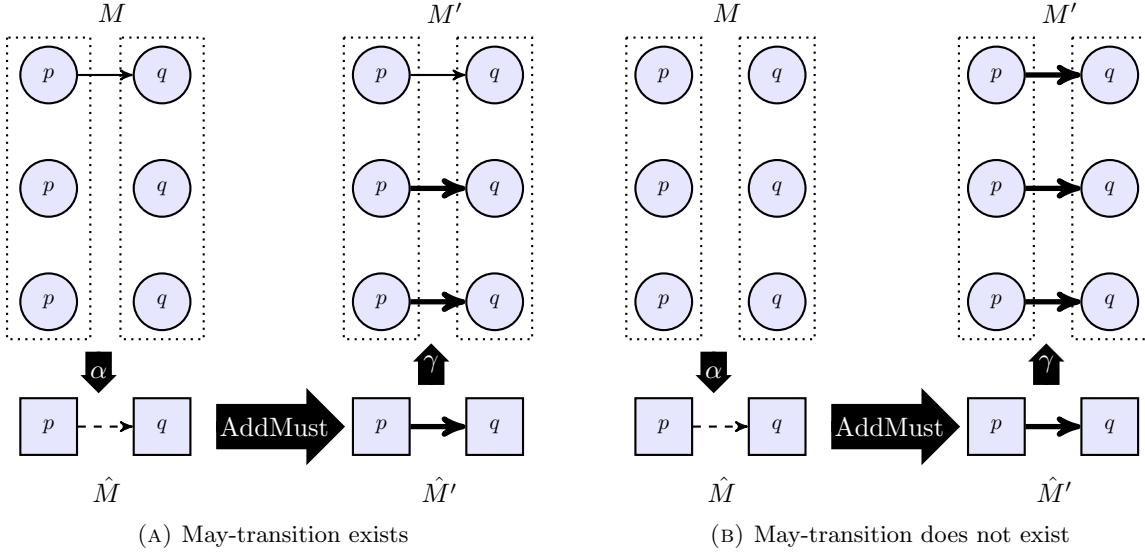 M M′ M M′
p q p q p q p q
p q p q p q p q
p q p q p q p q
α γ α γ
p q AddMust p q p q AddMust p q
M̂ M̂′ M̂ M̂′
(A) May-transition exists (B) May-transition does not exist